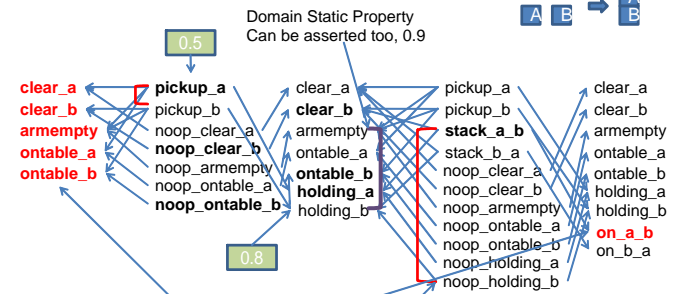 Domain Static Property
Can be asserted too, 0.9
A B
A
B
0.5
clear_a
clear_b
armempty
ontable_a
ontable_b
pickup_a
pickup_b
noop_clear_a
noop_clear_b
noop_armempty
noop_ontable_a
noop_ontable_b
clear_a
clear_b
armempty
ontable_a
ontable_b
holding_a
holding_b
pickup_a
pickup_b
stack_a_b
stack_b_a
noop_clear_a
noop_clear_b
noop_armempty
noop_ontable_a
noop_ontable_b
noop_holding_a
noop_holding_b
clear_a
clear_b
armempty
ontable_a
ontable_b
holding_a
holding_b
on_a_b
on_b_a
0.8